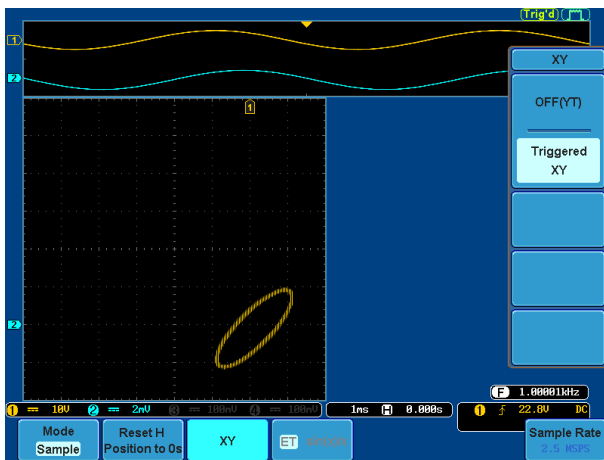 Trig'd
1
XY
2
OFF(YT)
1
Triggered
XY
2
F 1.00001kHz
1 10V 2 2mV 3 100mV 4 100mV 1ms H 0.000s 1 22.8V DC
Mode
Sample
Reset H
Position to 0s
XY
ET
Sample Rate
2.5 MSPS